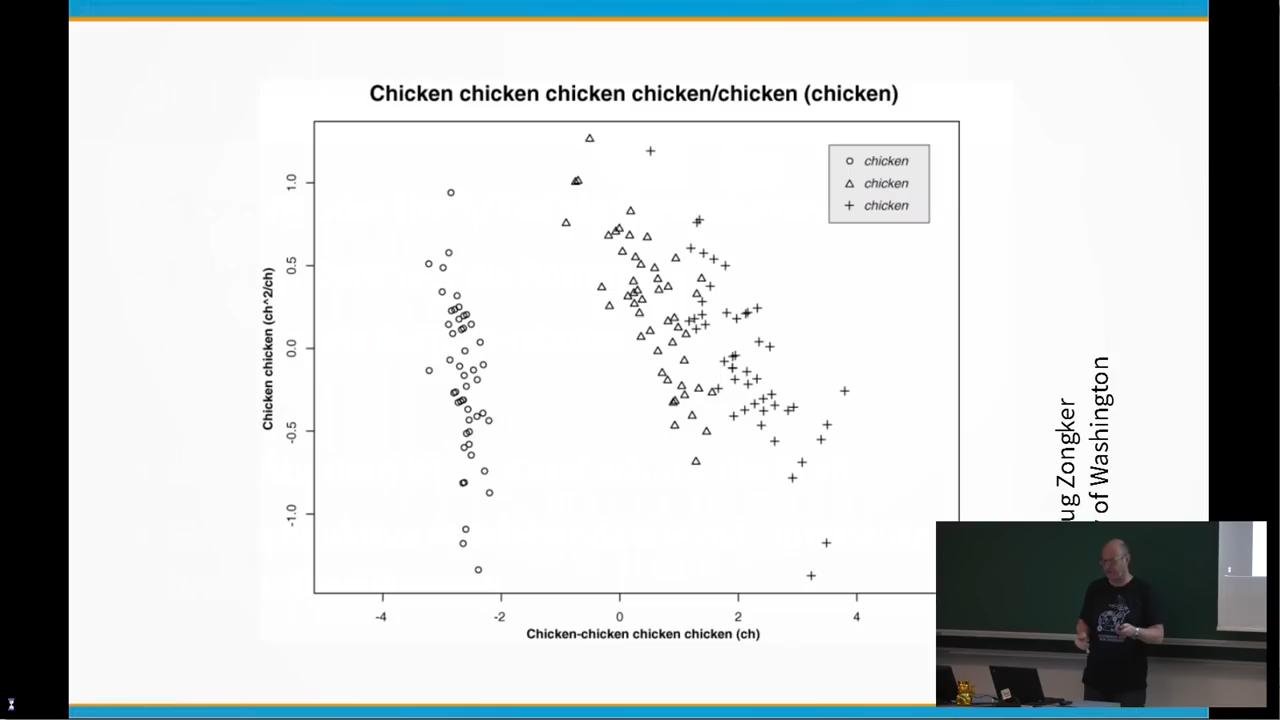 Chicken chicken chicken chicken/chicken (chicken)
chicken
chicken
chicken
1.0
0.5
0.0
-0.5
-1.0
Chicken chicken (ch^2/ch)
-4
-2
0
2
4
Chicken-chicken chicken chicken (ch)
ug Zongker
of Washington